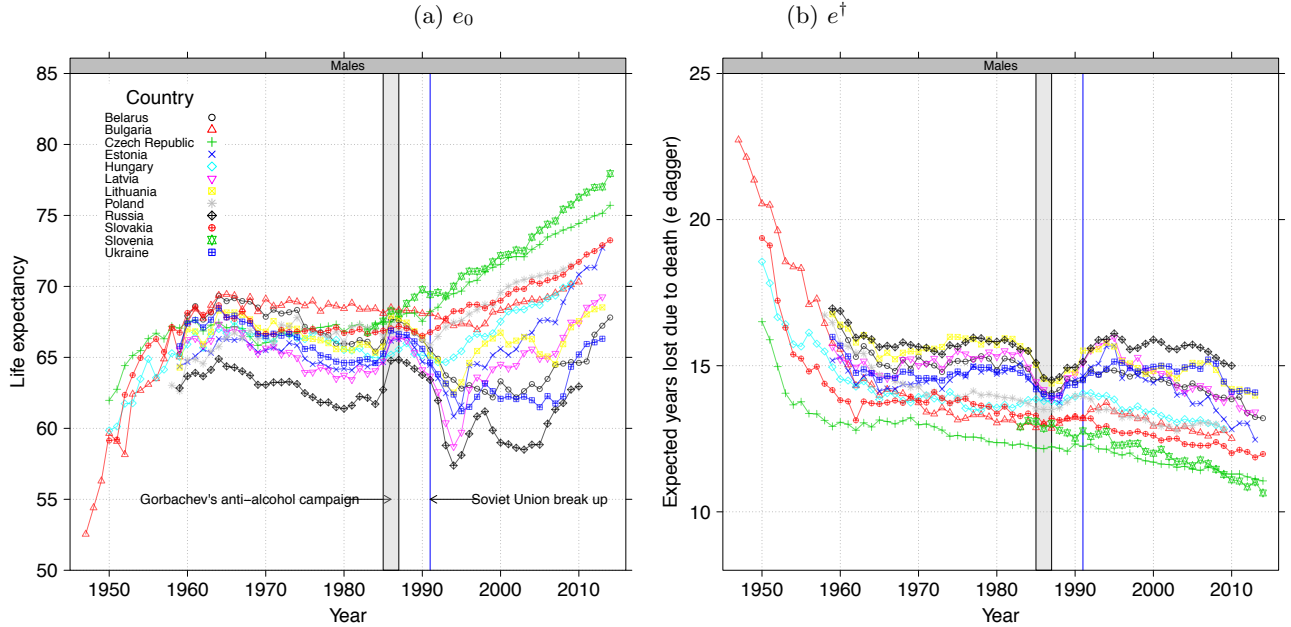 (a) e₀
(b) e†
Males
Males
Life expectancy
85
80
75
70
65
60
55
50
Country
Belarus
Bulgaria
Czech Republic
Estonia
Hungary
Latvia
Lithuania
Poland
Russia
Slovakia
Slovenia
Ukraine
Gorbachev's anti−alcohol campaign
Soviet Union break up
1950 1960 1970 1980 1990 2000 2010
Year
Expected years lost due to death (e dagger)
25
20
15
10
1950 1960 1970 1980 1990 2000 2010
Year